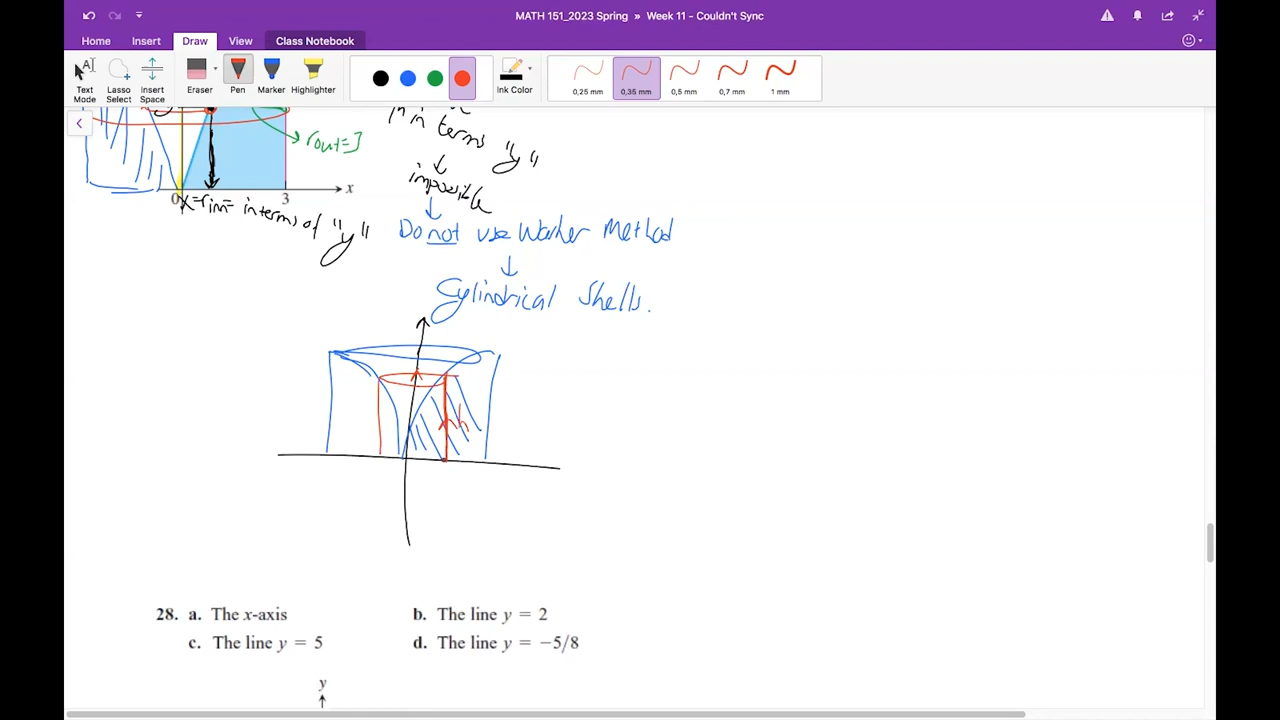 MATH 151_2023 Spring » Week 11 - Couldn't Sync
Home Insert Draw View Class Notebook
Text Mode
Lasso Select
Insert Space
Eraser
Pen
Marker
Highlighter
Ink Color
0,25 mm
0,35 mm
0,5 mm
0,7 mm
1 mm
rout=3
in terms "y"
impossible
0 3 x
x=rin= in terms of "y"
Do not use Washer Method
Cylindrical Shells.
h
28. a. The x-axis b. The line y = 2
c. The line y = 5 d. The line y = −5/8
y